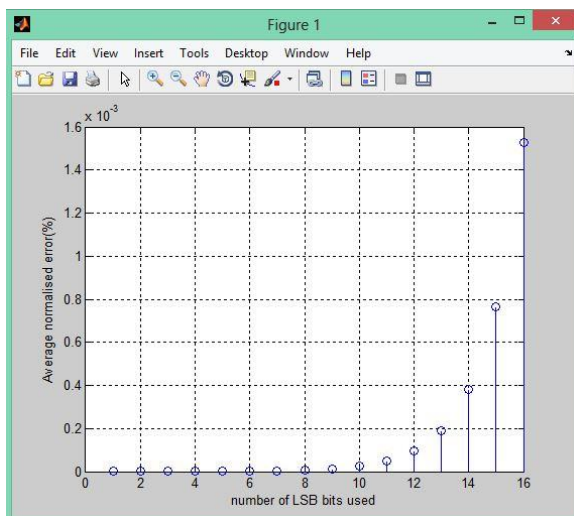 Figure 1
File Edit View Insert Tools Desktop Window Help
x 10-3
1.6
1.4
1.2
1
0.8
0.6
0.4
0.2
0
0 2 4 6 8 10 12 14 16
Average normalised error(%)
number of LSB bits used